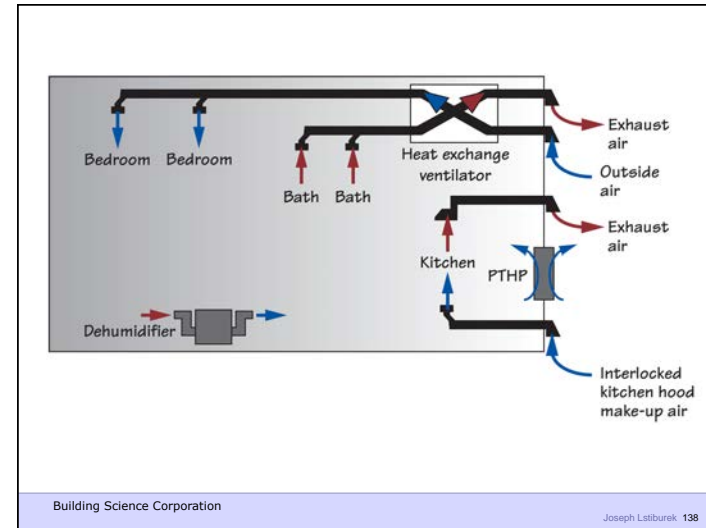 Bedroom
Bedroom
Bath
Bath
Heat exchange
ventilator
Exhaust
air
Outside
air
Exhaust
air
Kitchen
PTHP
Dehumidifier
Interlocked
kitchen hood
make-up air
Building Science Corporation
Joseph Lstiburek 138